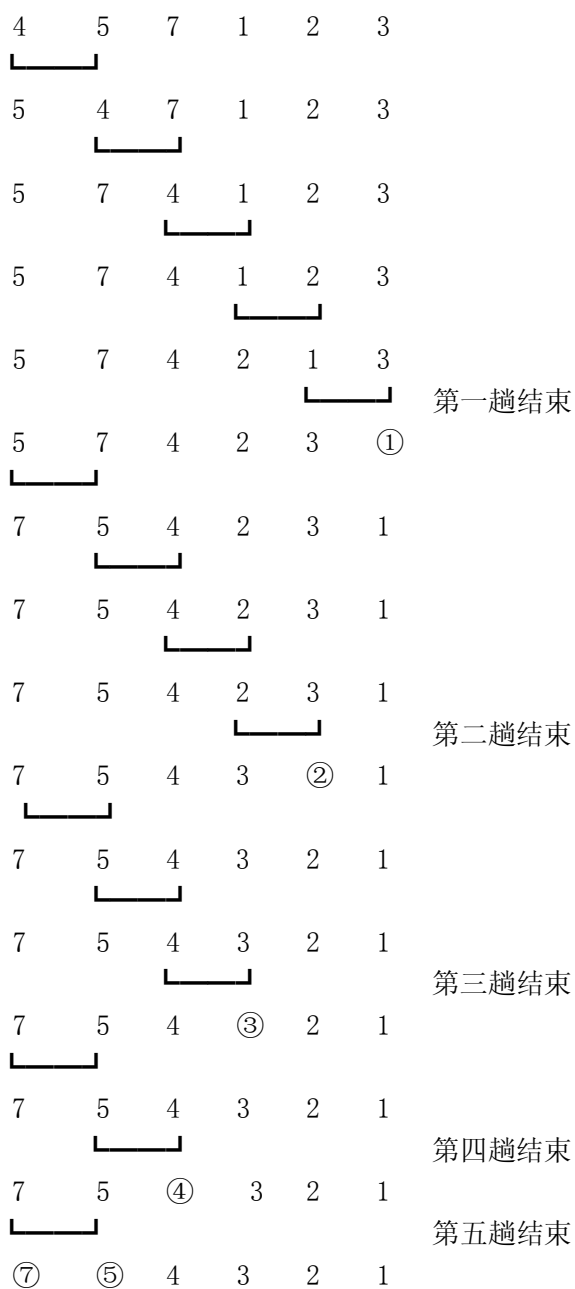 4 5 7 1 2 3
5 4 7 1 2 3
5 7 4 1 2 3
5 7 4 1 2 3
5 7 4 2 1 3
第一趟结束
5 7 4 2 3 ①
7 5 4 2 3 1
7 5 4 2 3 1
7 5 4 2 3 1
第二趟结束
7 5 4 3 ② 1
7 5 4 3 2 1
7 5 4 3 2 1
第三趟结束
7 5 4 ③ 2 1
7 5 4 3 2 1
第四趟结束
7 5 ④ 3 2 1
第五趟结束
⑦ ⑤ 4 3 2 1